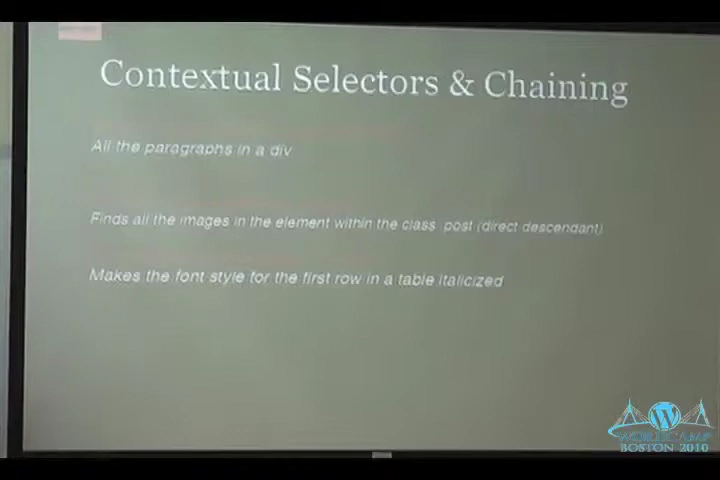 Contextual Selectors & Chaining
All the paragraphs in a div
Finds all the images in the element within the class post (direct descendant)
Makes the font style for the first row in a table italicized
WORDCAMP
BOSTON 2010